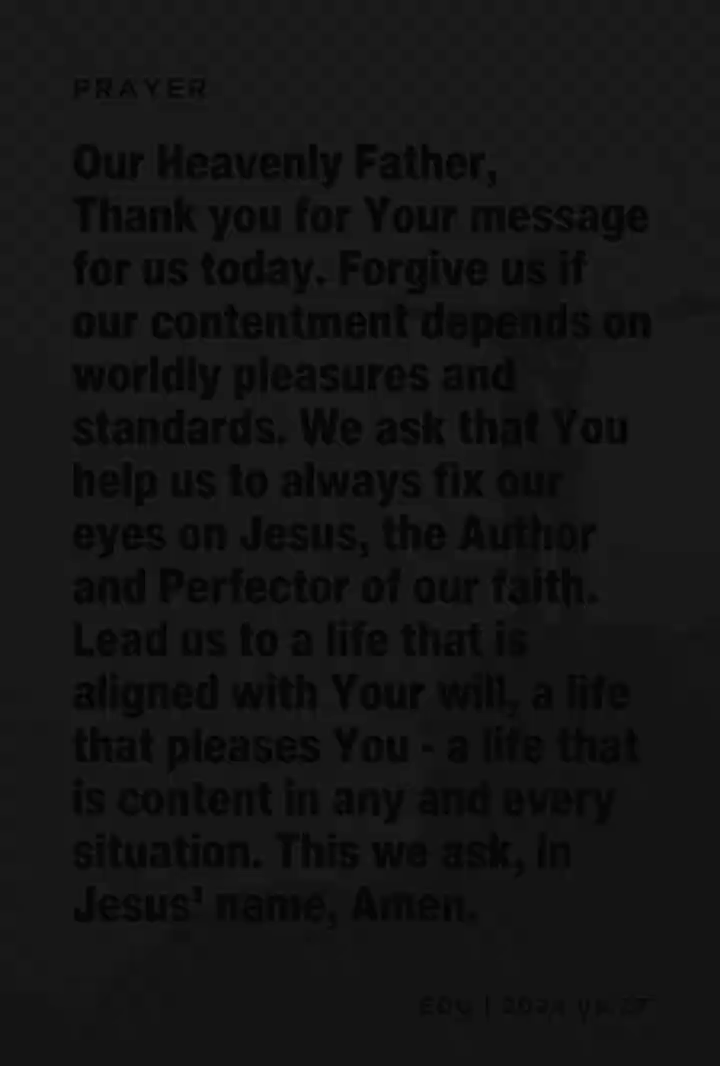 PRAYER
Our Heavenly Father,
Thank you for Your message
for us today. Forgive us if
our contentment depends on
worldly pleasures and
standards. We ask that You
help us to always fix our
eyes on Jesus, the Author
and Perfector of our faith.
Lead us to a life that is
aligned with Your will, a life
that pleases You - a life that
is content in any and every
situation. This we ask, in
Jesus' name, Amen.